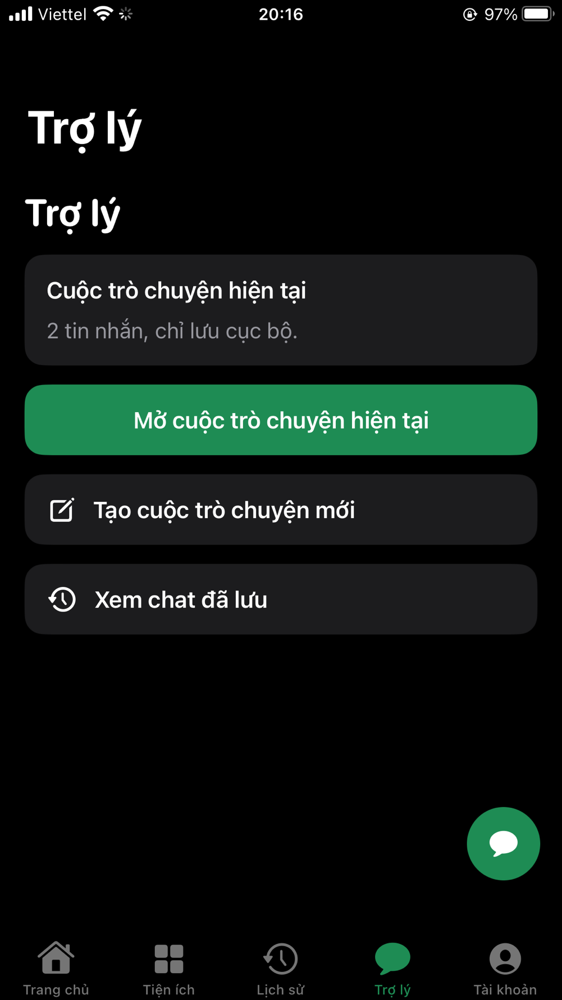 Viettel 20:16 97%
Trợ lý
Trợ lý
Cuộc trò chuyện hiện tại
2 tin nhắn, chỉ lưu cục bộ.
Mở cuộc trò chuyện hiện tại
Tạo cuộc trò chuyện mới
Xem chat đã lưu
Trang chủ Tiện ích Lịch sử Trợ lý Tài khoản